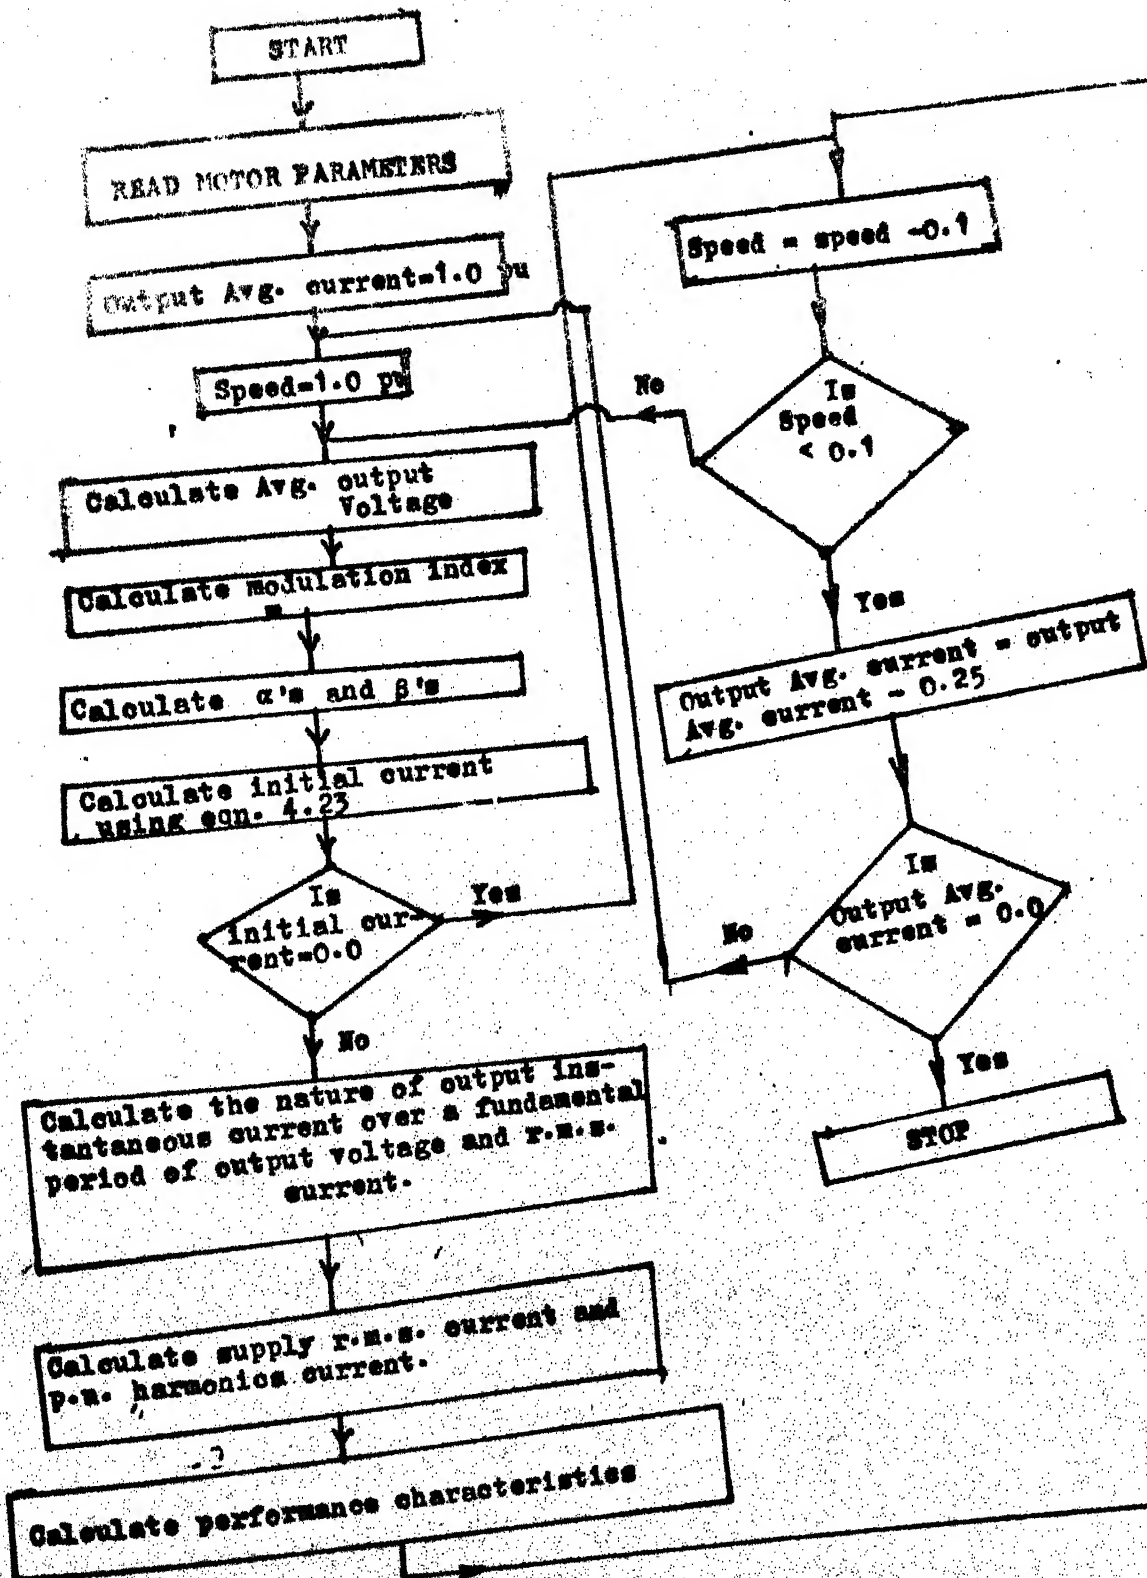 START
READ MOTOR PARAMETERS
Output Avg. current=1.0 pu
Speed=1.0 pu
Calculate Avg. output
Voltage
Calculate modulation index
m
Calculate α's and β's
Calculate initial current
using eqn. 4.23
Is
initial cur-
rent=0.0
Yes
No
Calculate the nature of output ins-
tantaneous current over a fundamental
period of output voltage and r.m.s.
current.
Calculate supply r.m.s. current and
p.u. harmonics current.
Calculate performance characteristics
Speed = speed -0.1
Is
Speed
< 0.1
No
Yes
Output Avg. current = output
Avg. current - 0.25
Is
Output Avg.
current = 0.0
No
Yes
STOP